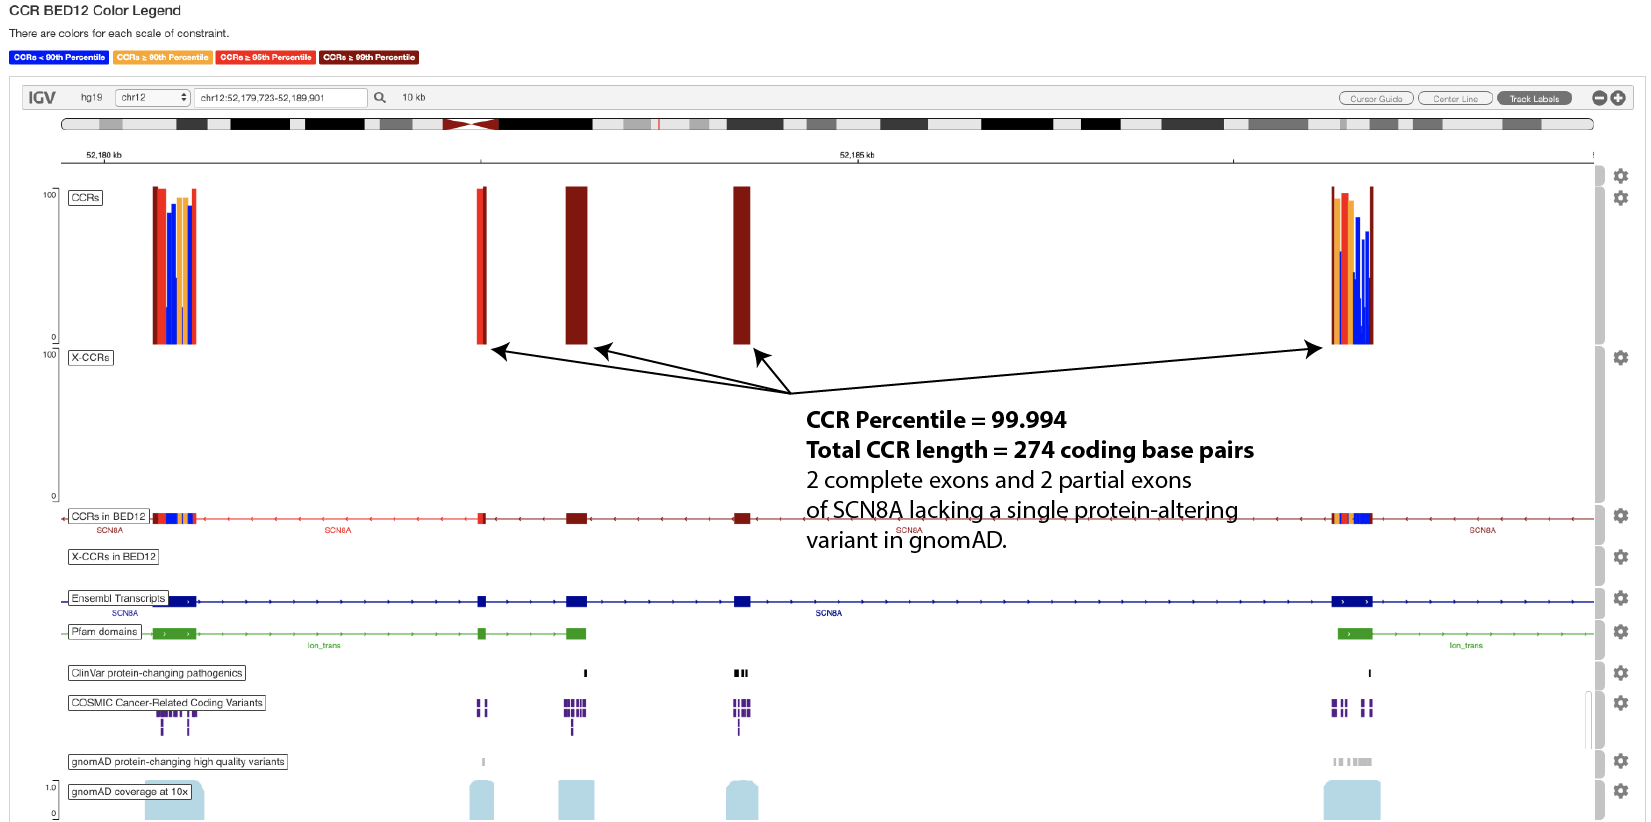 CCR BED12 Color Legend
There are colors for each scale of constraint.
CCRs < 90th Percentile CCRs ≥ 90th Percentile CCRs ≥ 95th Percentile CCRs ≥ 99th Percentile
IGV hg19 chr12 chr12:52,179,723-52,189,901 10 kb Cursor Guide Center Line Track Labels
52,180 kb 52,185 kb
100 CCRs
0
100 X-CCRs
CCR Percentile = 99.994
Total CCR length = 274 coding base pairs
2 complete exons and 2 partial exons
0
of SCN8A lacking a single protein-altering
variant in gnomAD.
CCRs in BED12
SCN8A SCN8A SCN8A SCN8A
X-CCRs in BED12
Ensembl Transcripts
SCN8A SCN8A
Pfam domains
Ion_trans Ion_trans
ClinVar protein-changing pathogenics
COSMIC Cancer-Related Coding Variants
gnomAD protein-changing high quality variants
1.0 gnomAD coverage at 10x
0